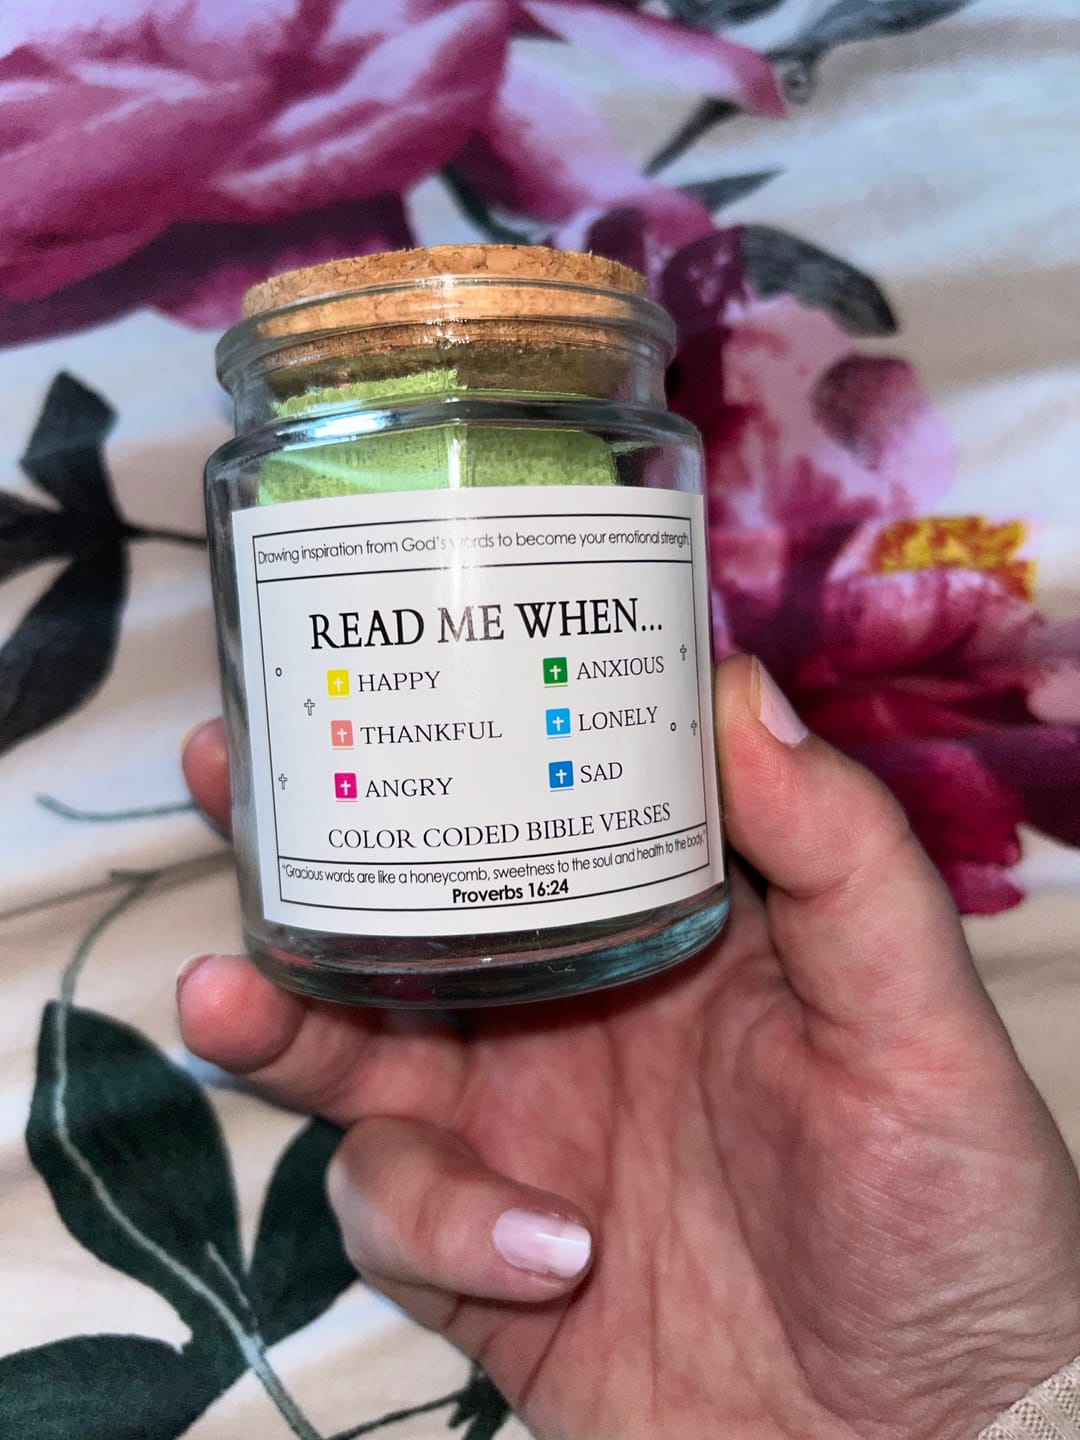 Drawing inspiration from God's words to become your emotional strength.
READ ME WHEN...
HAPPY
ANXIOUS
THANKFUL
LONELY
ANGRY
SAD
COLOR CODED BIBLE VERSES
"Gracious words are like a honeycomb, sweetness to the soul and health to the body."
Proverbs 16:24